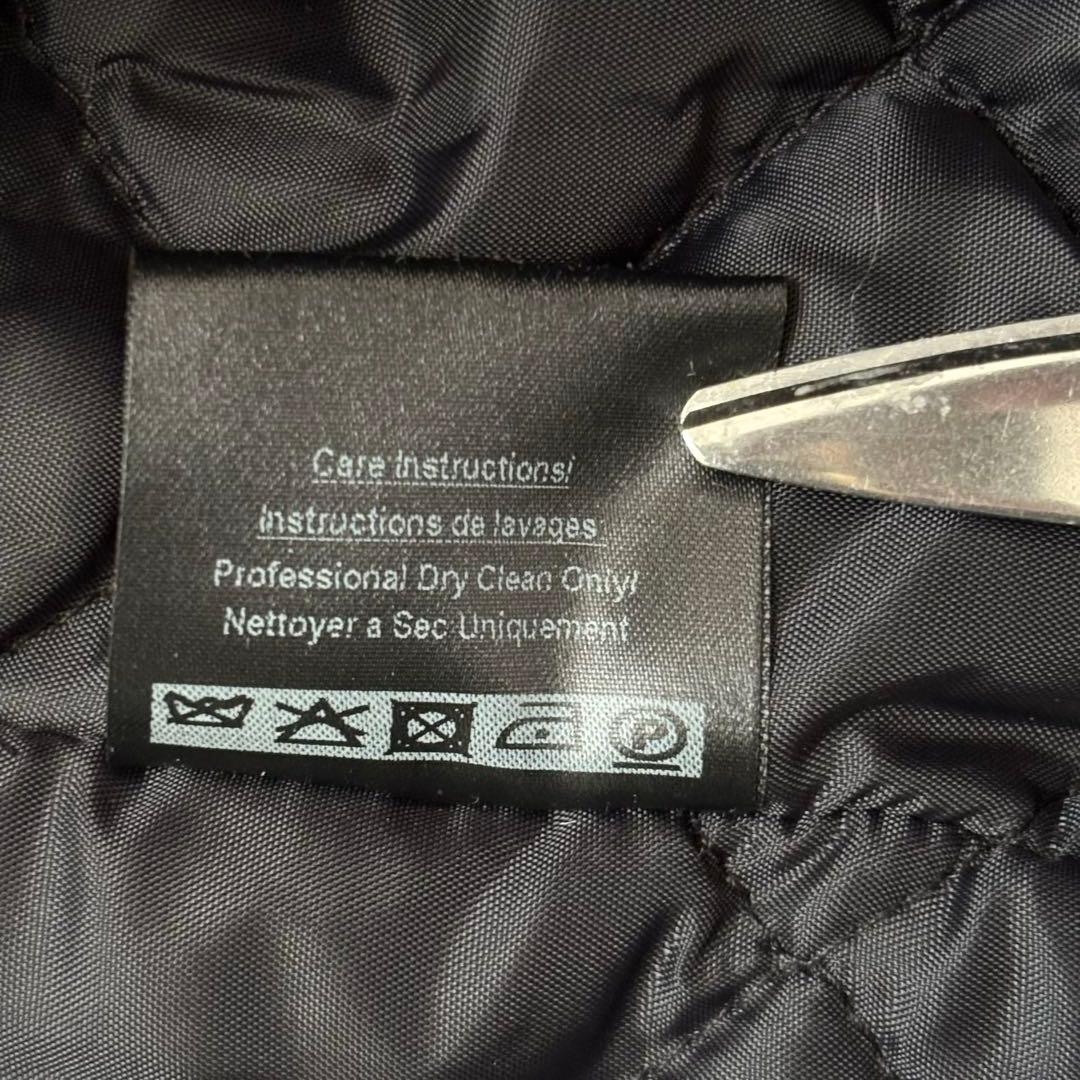 Care Instructions/
Instructions de lavages
Professional Dry Clean Only/
Nettoyer a Sec Uniquement
P